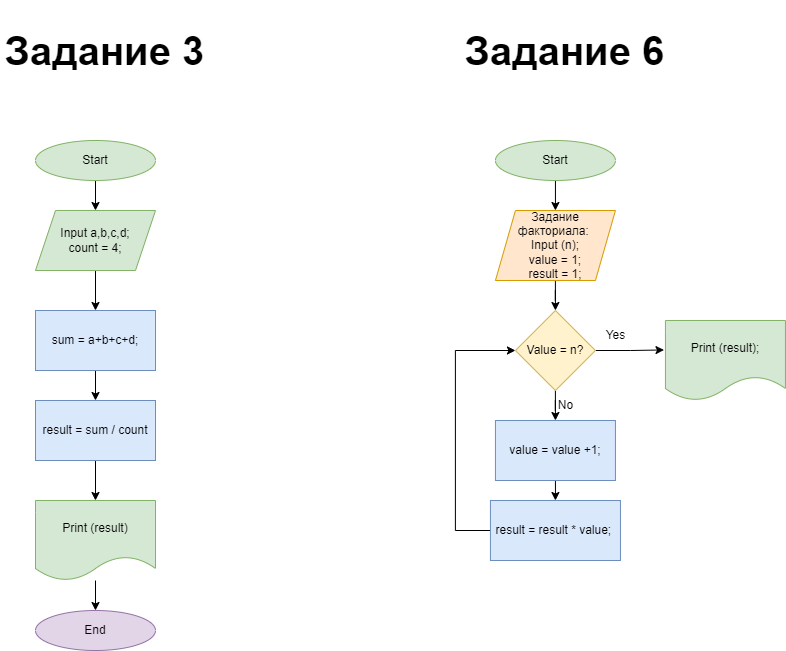 Задание 3
Start
Input a,b,c,d;
count = 4;
sum = a+b+c+d;
result = sum / count
Print (result)
End
Задание 6
Start
Задание
факториала:
Input (n);
value = 1;
result = 1;
Value = n?
Yes
Print (result);
No
value = value +1;
result = result * value;